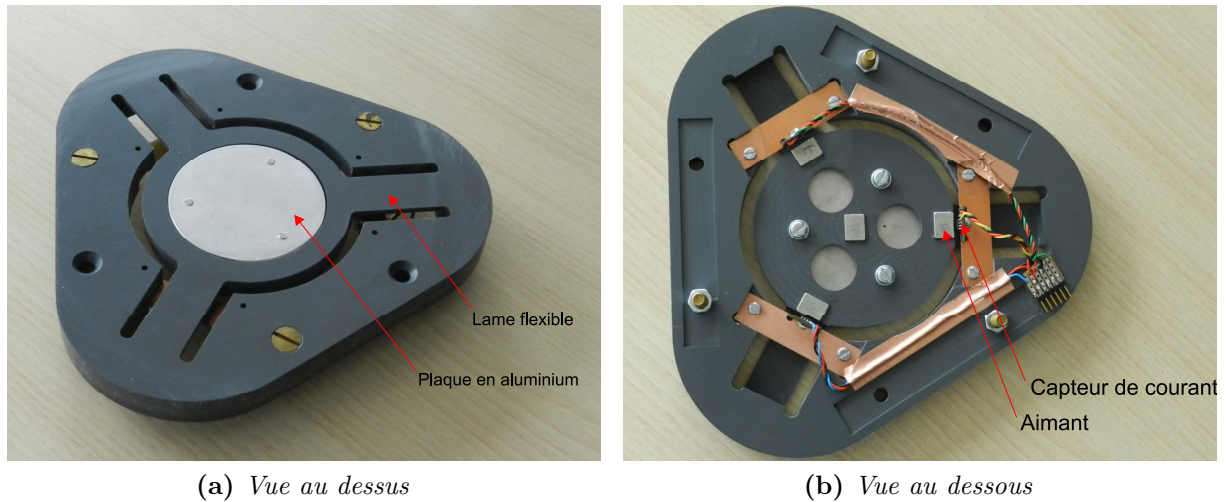 Lame flexible
Plaque en aluminium
Capteur de courant
Aimant
(a) Vue au dessus
(b) Vue au dessous